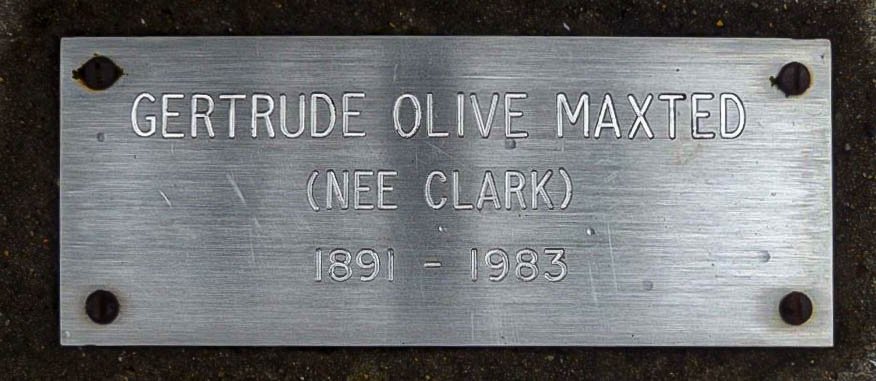 GERTRUDE OLIVE MAXTED
(NEE CLARK)
1891 - 1983